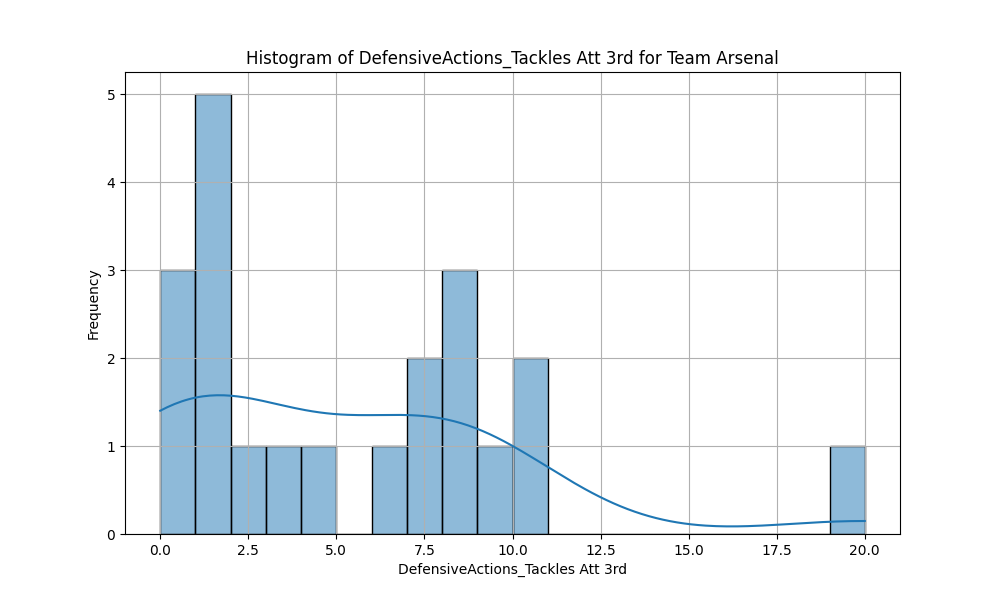 Histogram of DefensiveActions_Tackles Att 3rd for Team Arsenal
5
4
3
2
1
0
Frequency
0.0 2.5 5.0 7.5 10.0 12.5 15.0 17.5 20.0
DefensiveActions_Tackles Att 3rd